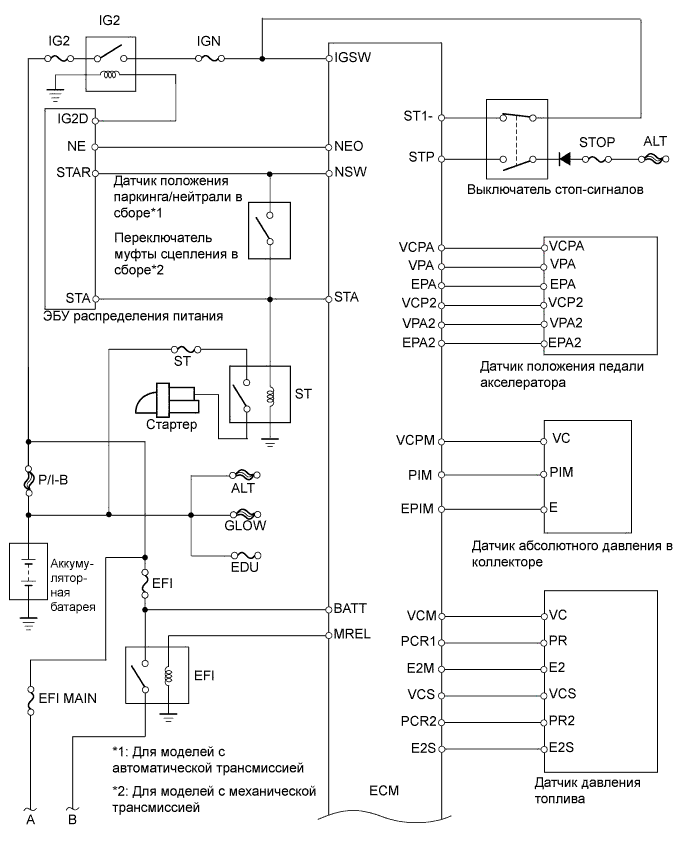 IG2
IG2
IGN
IGSW
IG2D
NE
STAR
NEO
NSW
ST1-
STP
STOP
ALT
Выключатель стоп-сигналов
Датчик положения
паркинга/нейтрали в
сборе*1
Переключатель
муфты сцепления в
сборе*2
STA
STA
ЭБУ распределения питания
VCPA
VPA
EPA
VCP2
VPA2
EPA2
VCPA
VPA
EPA
VCP2
VPA2
EPA2
Датчик положения педали
акселератора
ST
ST
Стартер
VCPM
PIM
EPIM
VC
PIM
E
Датчик абсолютного давления в
коллекторе
P/I-B
ALT
GLOW
EDU
Аккуму-
лятор-
ная
батарея
EFI
BATT
MREL
EFI
EFI MAIN
VCM
PCR1
E2M
VCS
PCR2
E2S
VC
PR
E2
VCS
PR2
E2S
Датчик давления
топлива
*1: Для моделей с
автоматической трансмиссией
*2: Для моделей с механической
трансмиссией
ECM
A
B